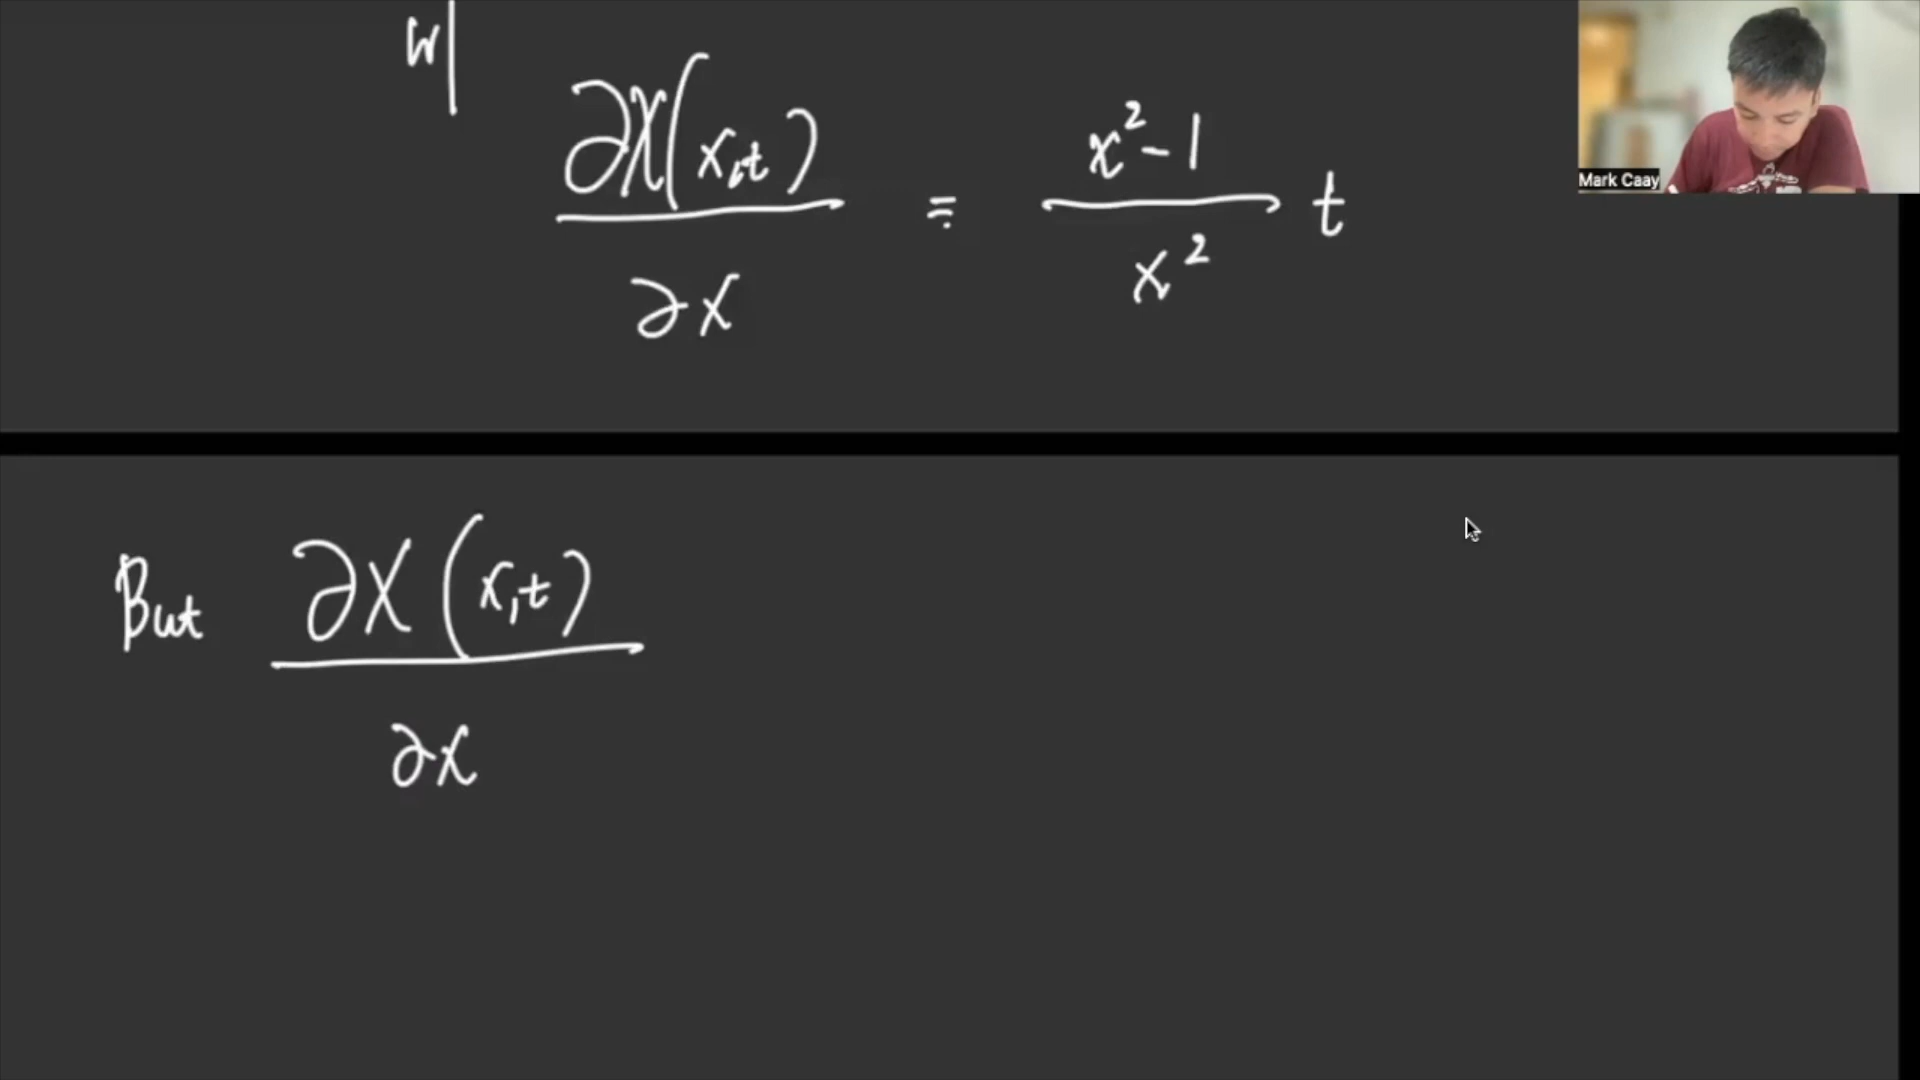 w/
∂X(x,t)
/
∂x
=
x² - 1
/
x²
t
Mark Caay
But
∂X(x,t)
/
∂x